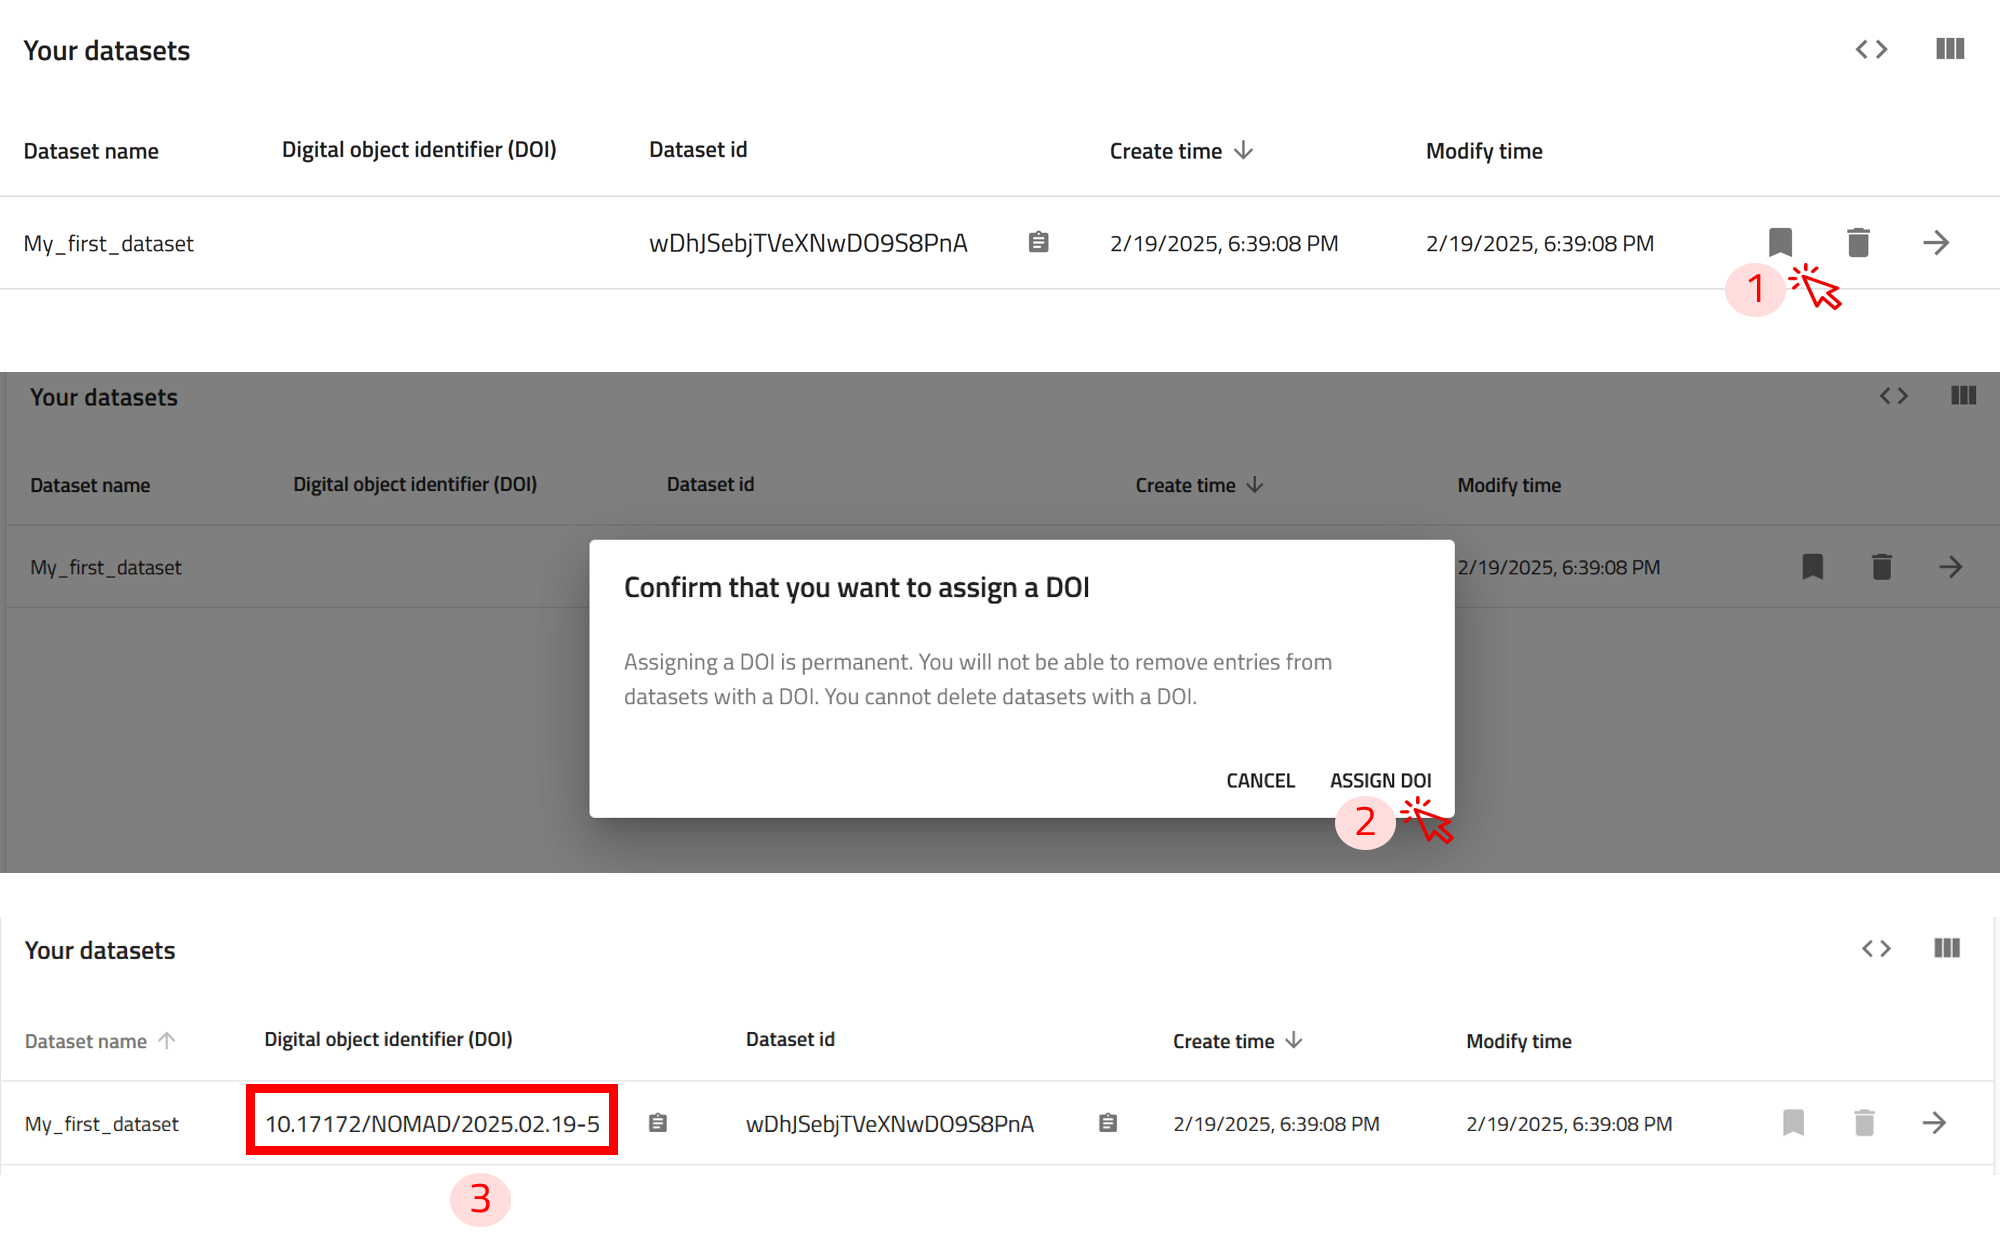 Your datasets
Dataset name Digital object identifier (DOI) Dataset id Create time Modify time
My_first_dataset wDhJSebjTVeXNwDO9S8PnA 2/19/2025, 6:39:08 PM 2/19/2025, 6:39:08 PM
1
Your datasets
Dataset name Digital object identifier (DOI) Dataset id Create time Modify time
My_first_dataset 2/19/2025, 6:39:08 PM
Confirm that you want to assign a DOI
Assigning a DOI is permanent. You will not be able to remove entries from
datasets with a DOI. You cannot delete datasets with a DOI.
CANCEL ASSIGN DOI
2
Your datasets
Dataset name Digital object identifier (DOI) Dataset id Create time Modify time
My_first_dataset 10.17172/NOMAD/2025.02.19-5 wDhJSebjTVeXNwDO9S8PnA 2/19/2025, 6:39:08 PM 2/19/2025, 6:39:08 PM
3